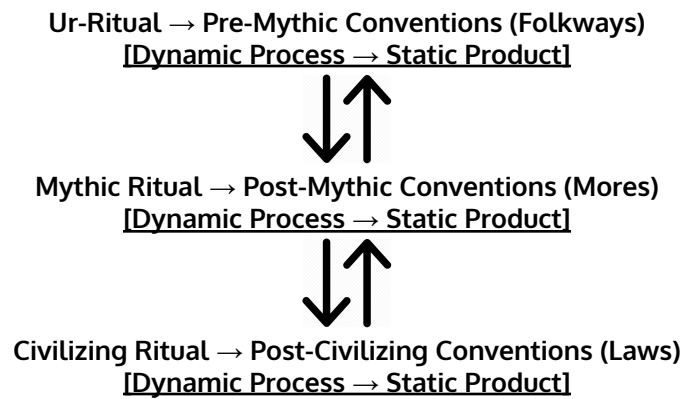 Ur-Ritual → Pre-Mythic Conventions (Folkways)
[Dynamic Process → Static Product]
Mythic Ritual → Post-Mythic Conventions (Mores)
[Dynamic Process → Static Product]
Civilizing Ritual → Post-Civilizing Conventions (Laws)
[Dynamic Process → Static Product]